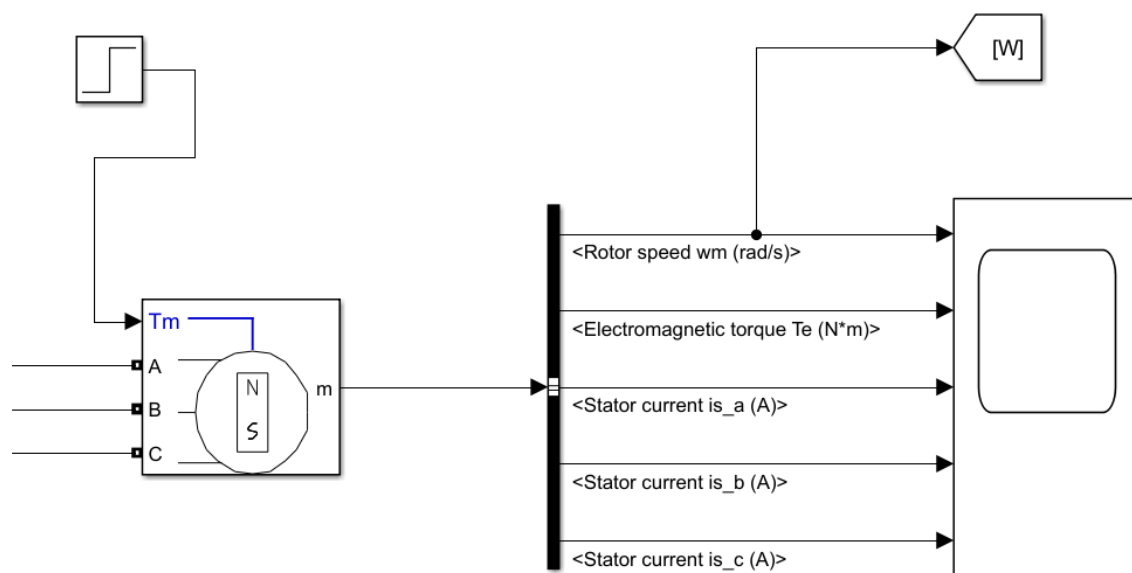 [W]
<Rotor speed wm (rad/s)>
Tm
<Electromagnetic torque Te (N*m)>
A
N
m
<Stator current is_a (A)>
B
S
C
<Stator current is_b (A)>
<Stator current is_c (A)>